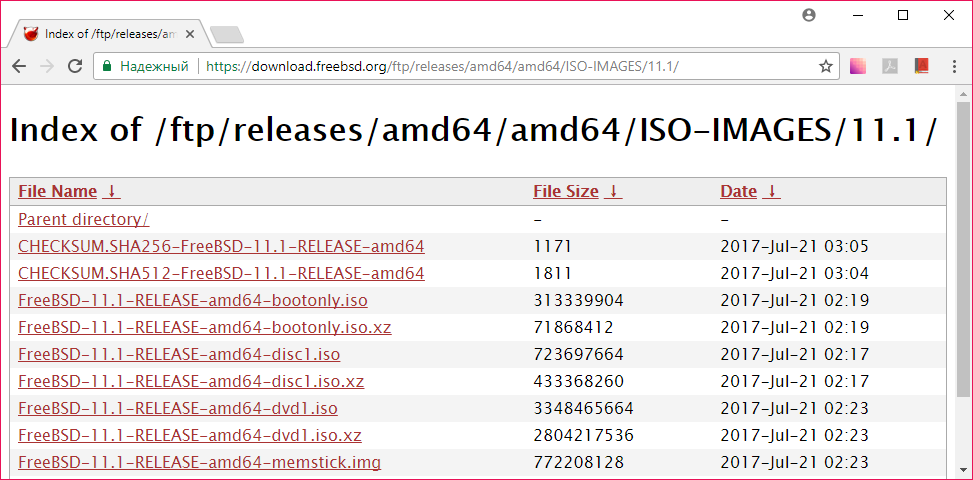 Index of /ftp/releases/am
Надежный https://download.freebsd.org/ftp/releases/amd64/amd64/ISO-IMAGES/11.1/
Index of /ftp/releases/amd64/amd64/ISO-IMAGES/11.1/
File Name ↓ File Size ↓ Date ↓
Parent directory/ - -
CHECKSUM.SHA256-FreeBSD-11.1-RELEASE-amd64 1171 2017-Jul-21 03:05
CHECKSUM.SHA512-FreeBSD-11.1-RELEASE-amd64 1811 2017-Jul-21 03:04
FreeBSD-11.1-RELEASE-amd64-bootonly.iso 313339904 2017-Jul-21 02:19
FreeBSD-11.1-RELEASE-amd64-bootonly.iso.xz 71868412 2017-Jul-21 02:19
FreeBSD-11.1-RELEASE-amd64-disc1.iso 723697664 2017-Jul-21 02:17
FreeBSD-11.1-RELEASE-amd64-disc1.iso.xz 433368260 2017-Jul-21 02:17
FreeBSD-11.1-RELEASE-amd64-dvd1.iso 3348465664 2017-Jul-21 02:23
FreeBSD-11.1-RELEASE-amd64-dvd1.iso.xz 2804217536 2017-Jul-21 02:23
FreeBSD-11.1-RELEASE-amd64-memstick.img 772208128 2017-Jul-21 02:23